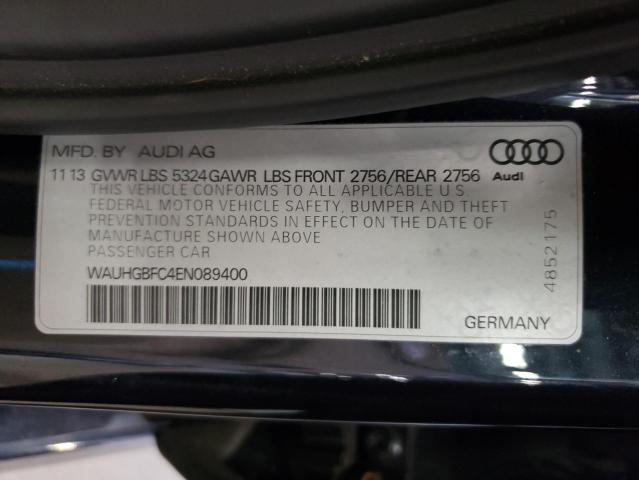 MFD. BY AUDI AG
11 13 GVWR LBS 5324 GAWR LBS FRONT 2756/REAR 2756
THIS VEHICLE CONFORMS TO ALL APPLICABLE U.S.
FEDERAL MOTOR VEHICLE SAFETY, BUMPER AND THEFT
PREVENTION STANDARDS IN EFFECT ON THE DATE OF
MANUFACTURE SHOWN ABOVE
PASSENGER CAR
WAUHGBFC4EN089400
Audi
4852175
GERMANY